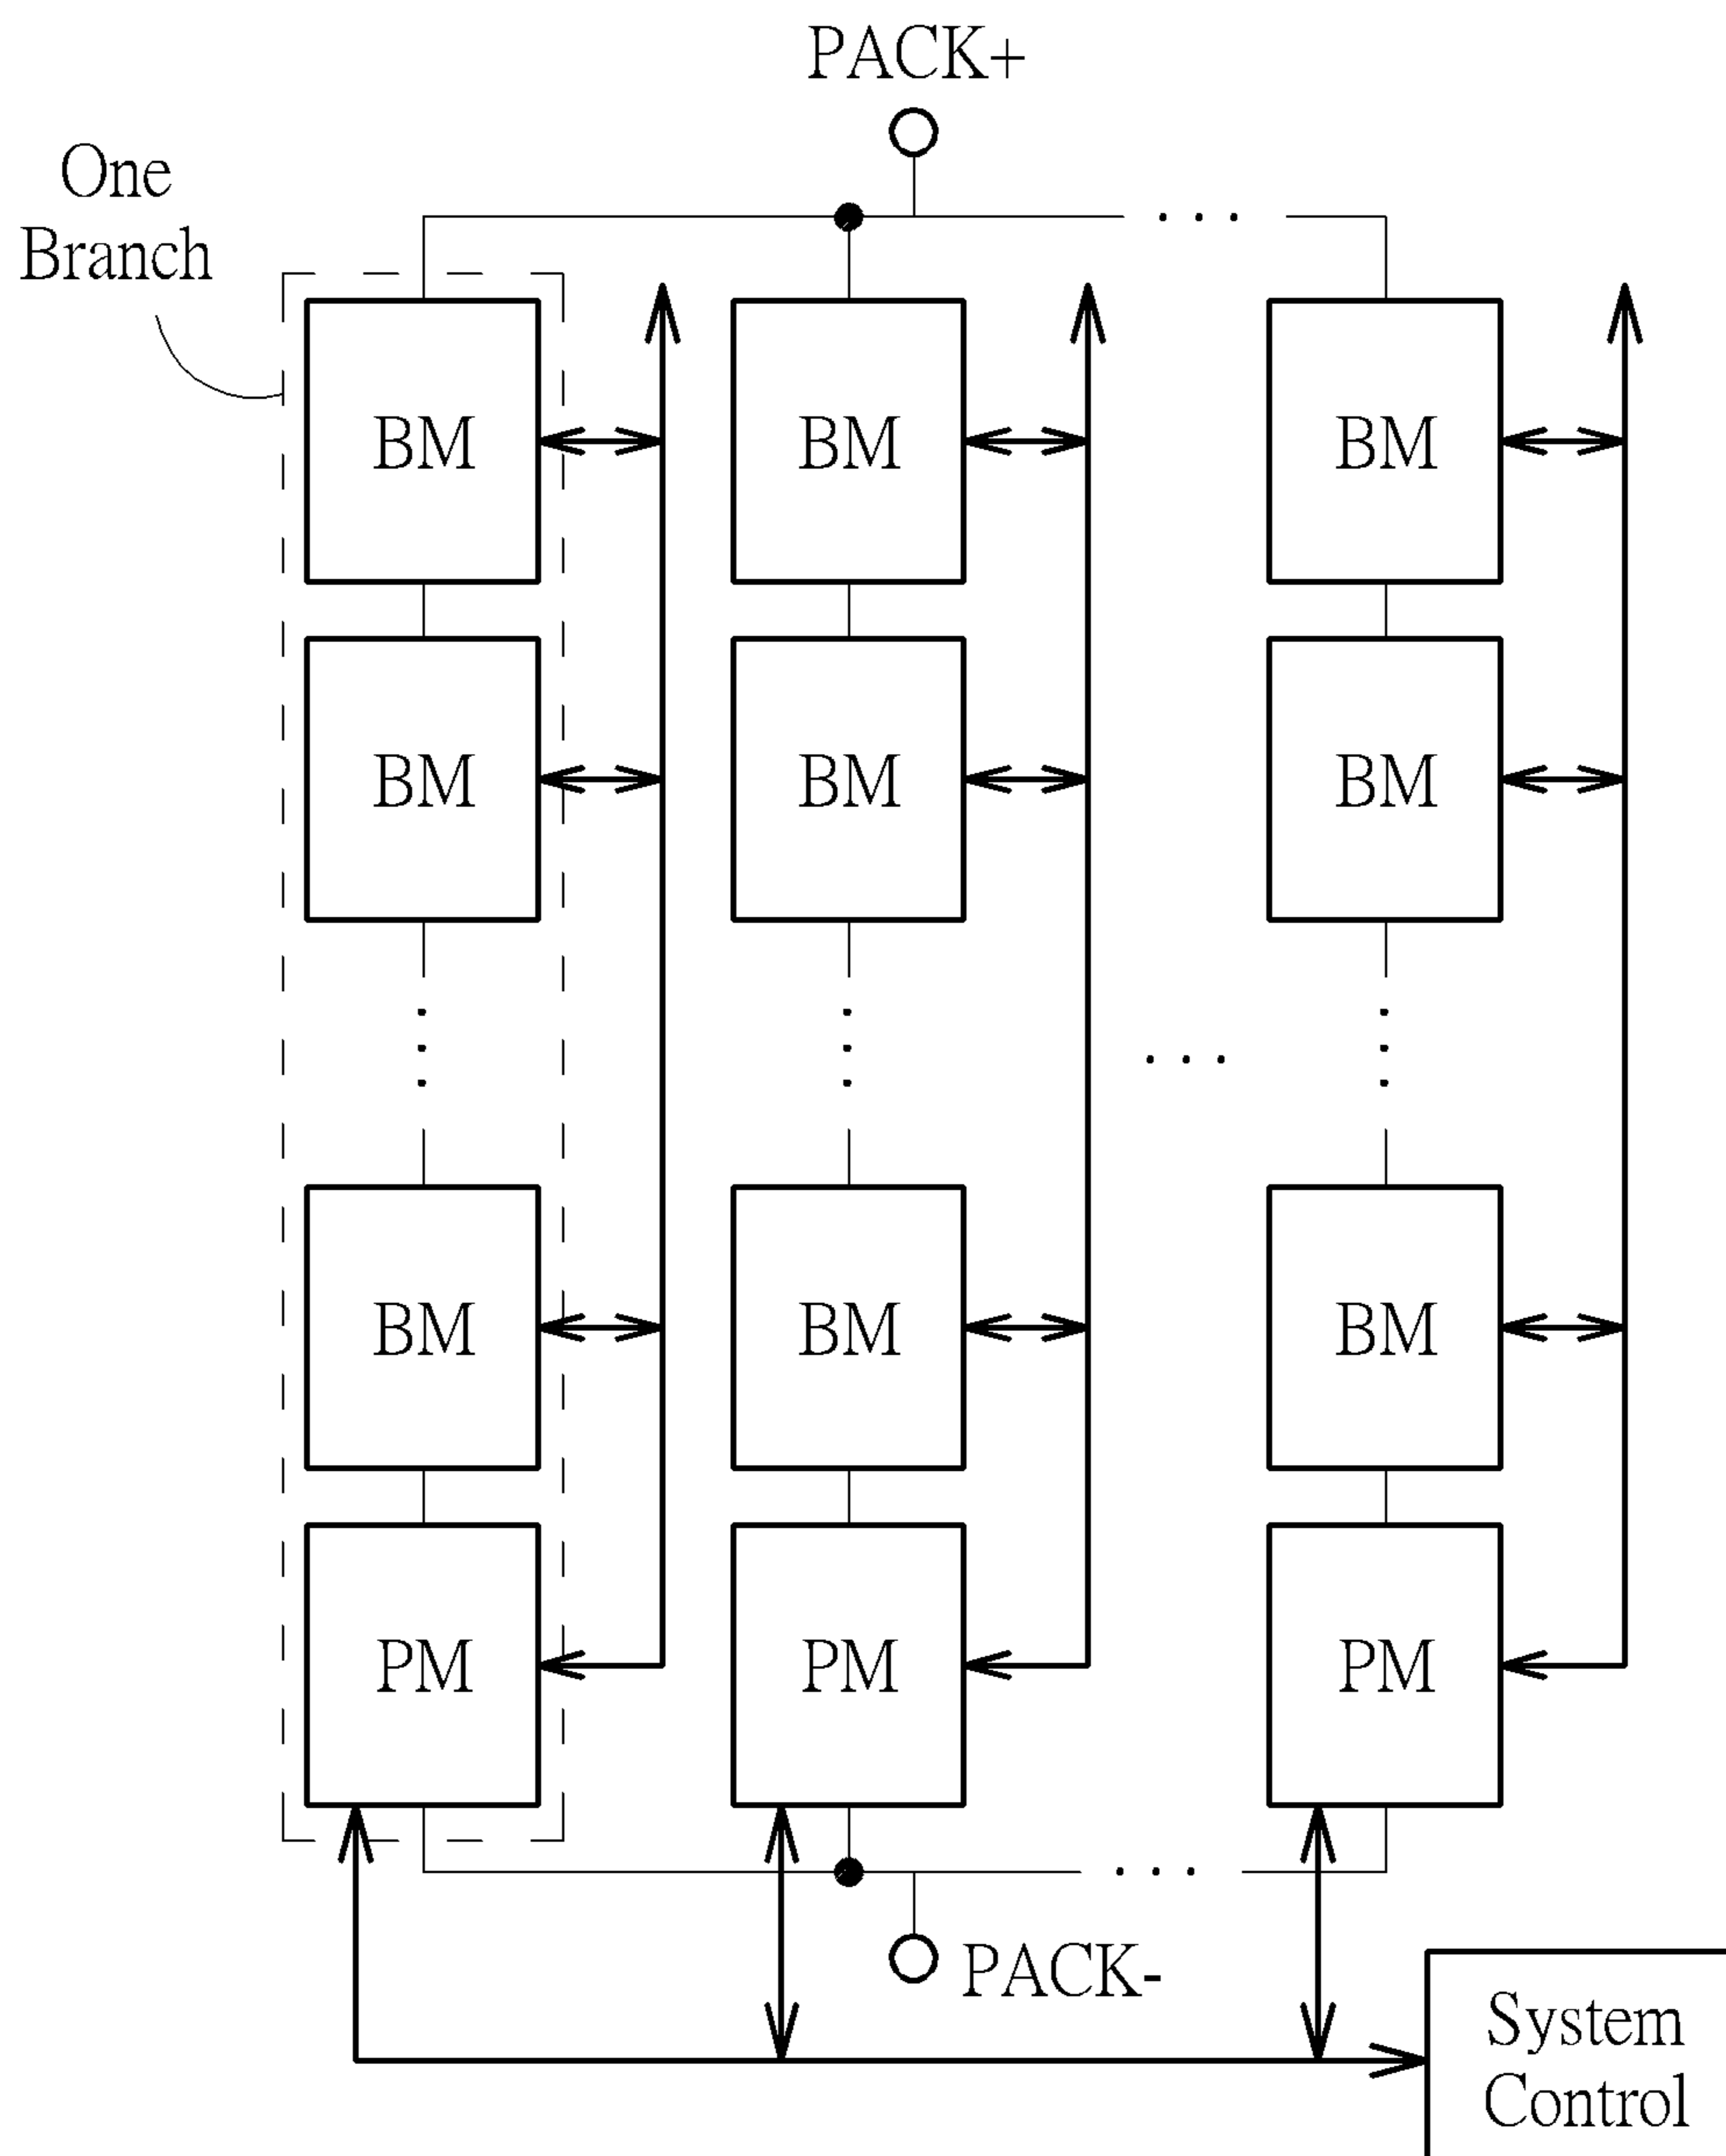 PACK+
One
Branch
BM BM BM
BM BM BM
BM BM BM
PM PM PM
PACK-
System
Control